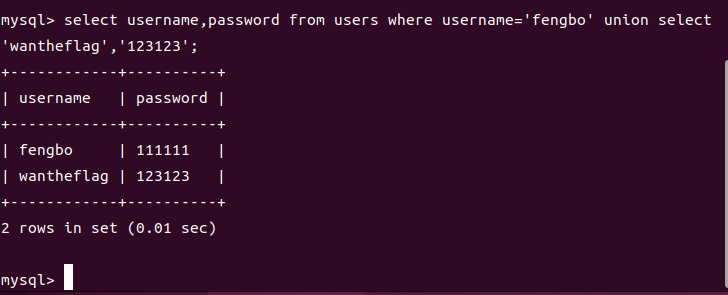 mysql> select username,password from users where username='fengbo' union select
'wantheflag','123123';
+------------+----------+
| username   | password |
+------------+----------+
| fengbo     | 111111   |
| wantheflag | 123123   |
+------------+----------+
2 rows in set (0.01 sec)
mysql>